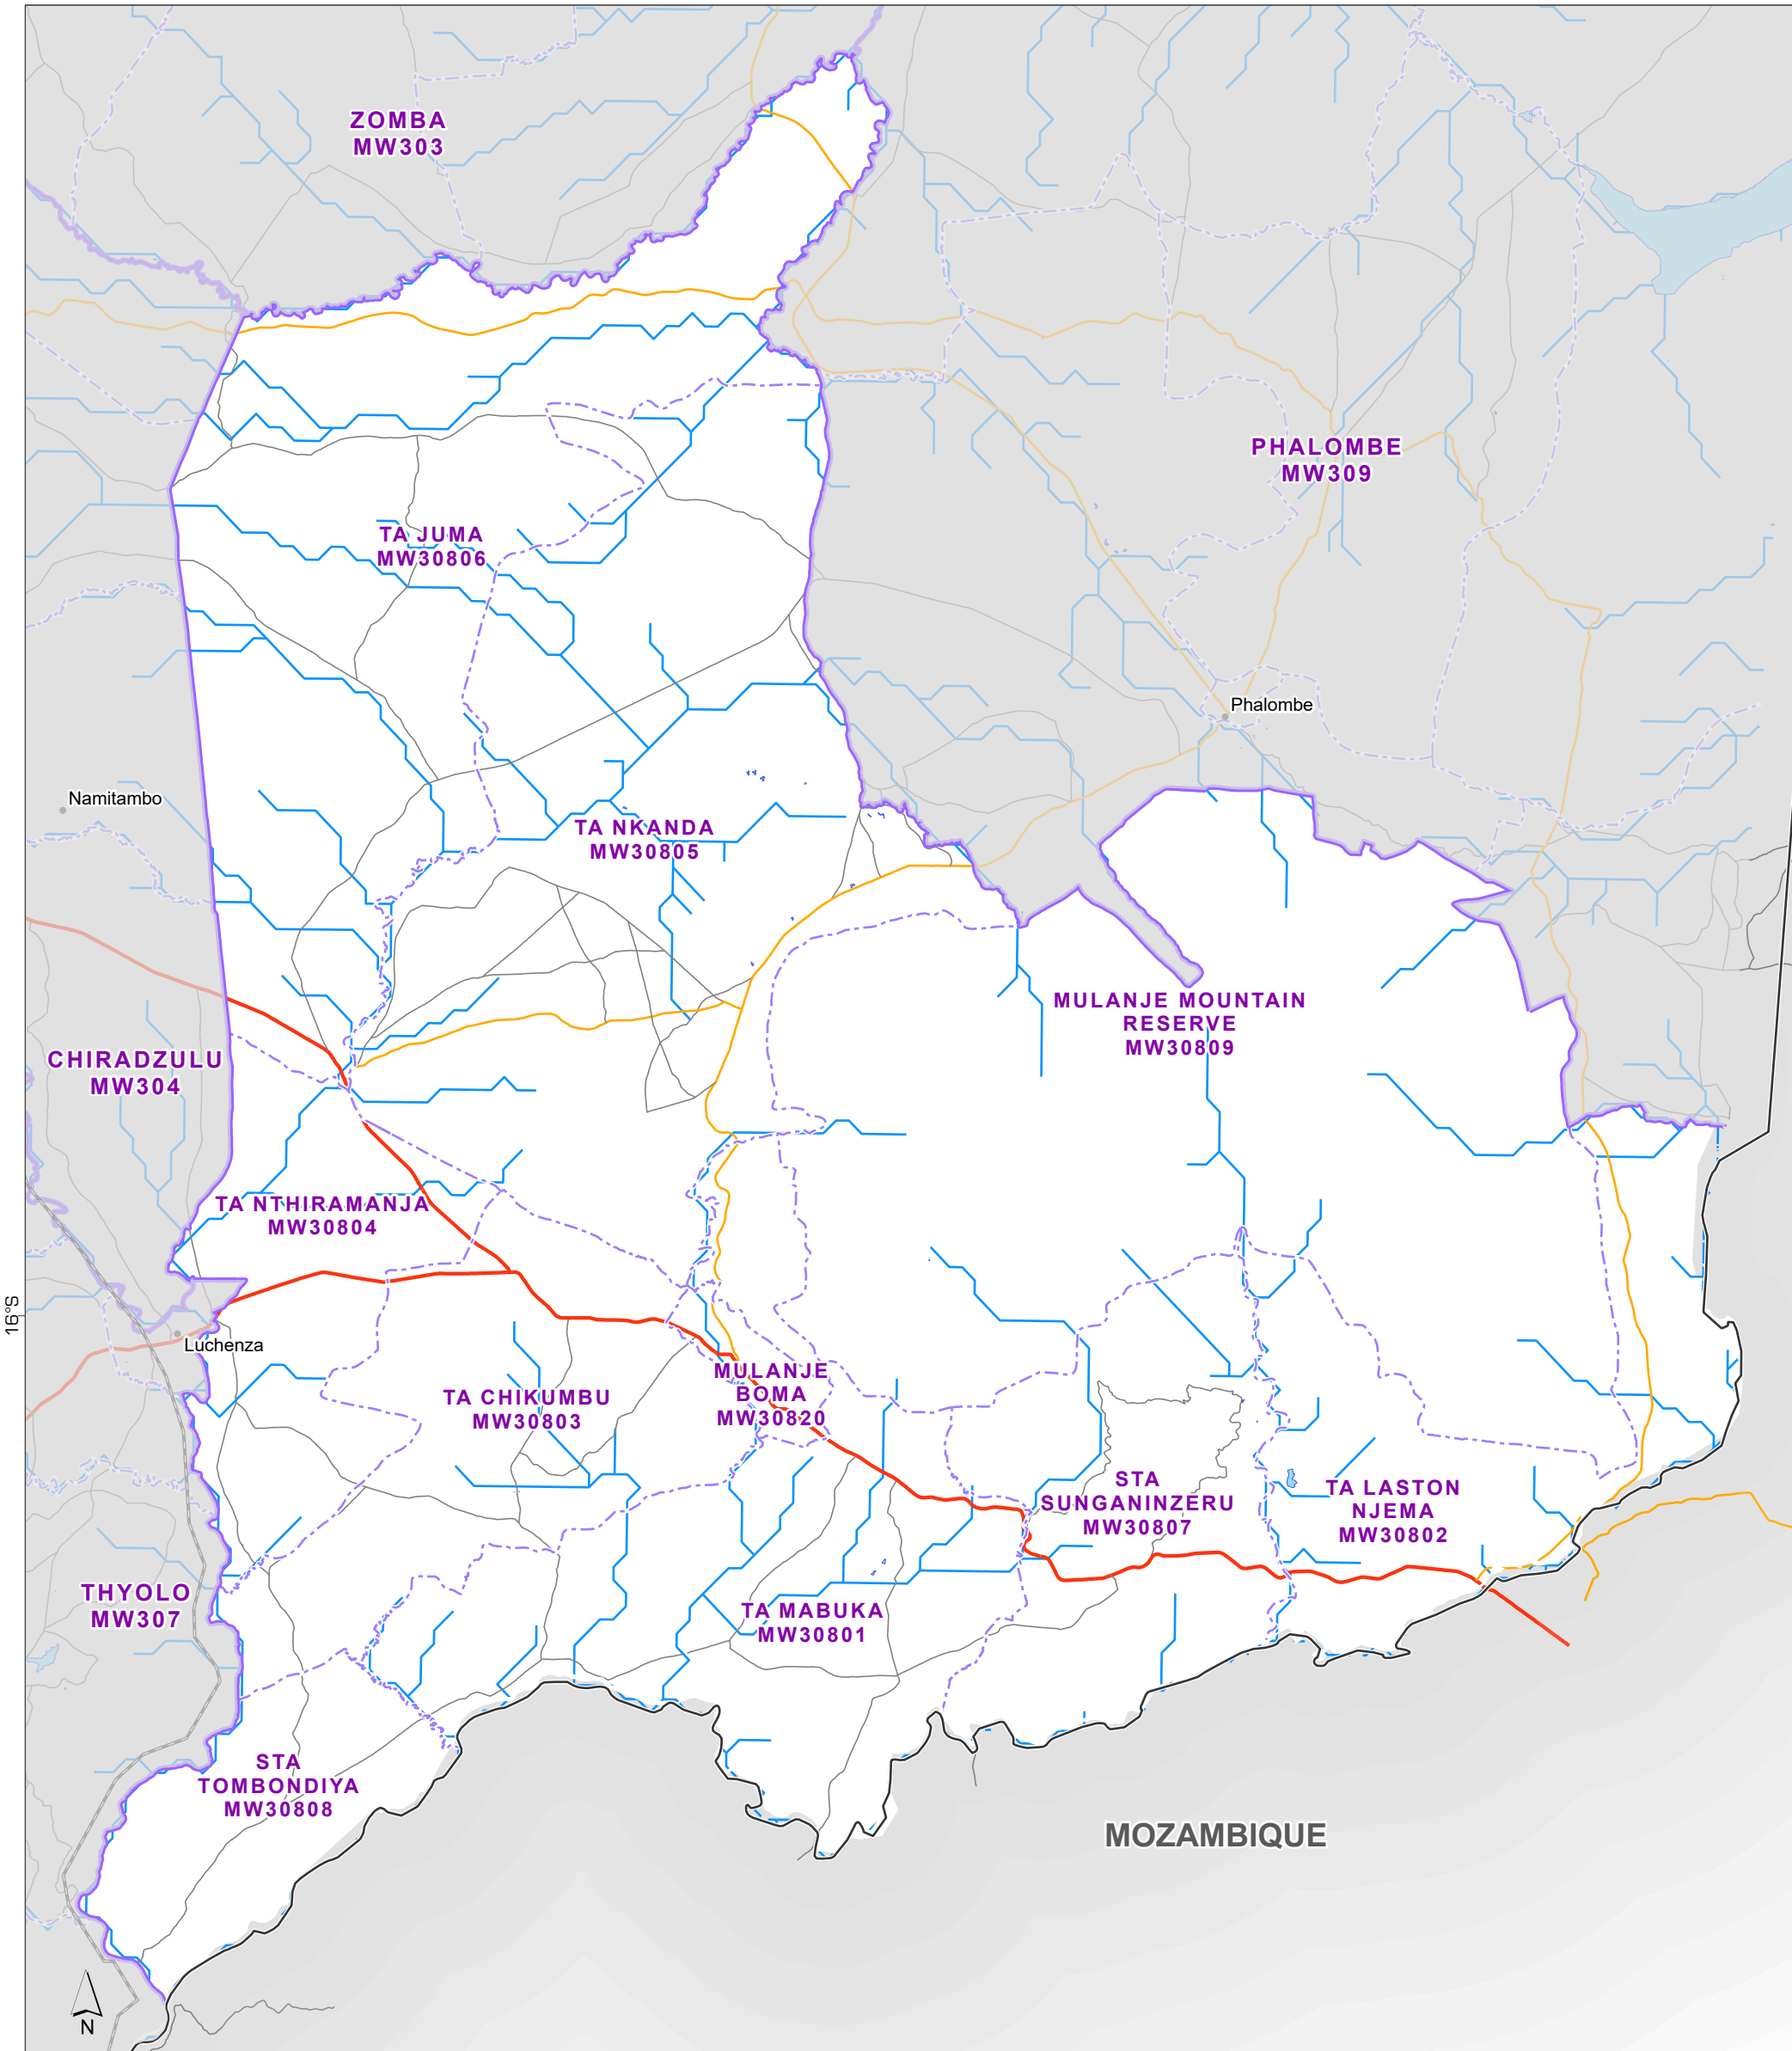 ZOMBA
MW303
PHALOMBE
MW309
TA JUMA
MW30806
Phalombe
Namitambo
TA NKANDA
MW30805
MULANJE MOUNTAIN
RESERVE
MW30809
CHIRADZULU
MW304
TA NTHIRAMANJA
MW30804
16°S
Luchenza
MULANJE
BOMA
MW30820
TA CHIKUMBU
MW30803
STA
SUNGANINZERU
MW30807
TA LASTON
NJEMA
MW30802
THYOLO
MW307
TA MABUKA
MW30801
STA
TOMBONDIYA
MW30808
MOZAMBIQUE
N